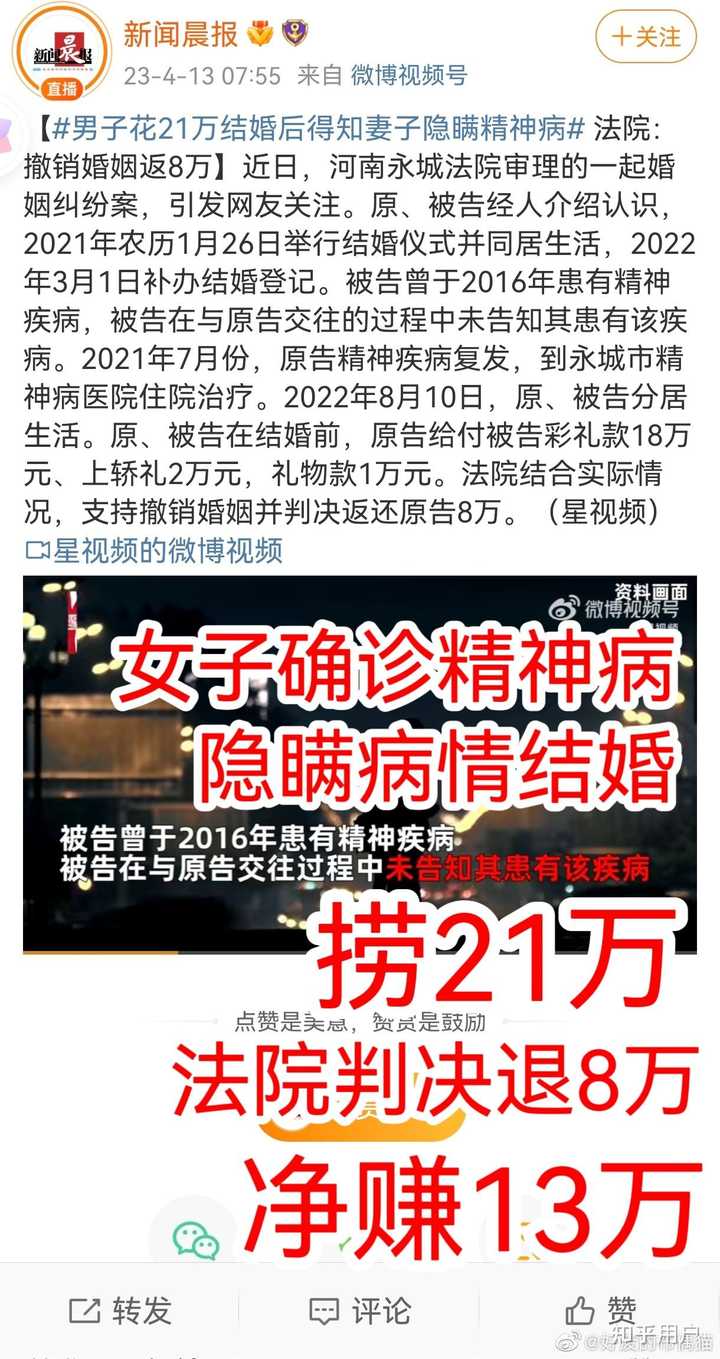 新闻晨报
直播
新闻晨报
23-4-13 07:55 来自 微博视频号
+关注
【#男子花21万结婚后得知妻子隐瞒精神病# 法院：
撤销婚姻返8万】近日，河南永城法院审理的一起婚
姻纠纷案，引发网友关注。原、被告经人介绍认识，
2021年农历1月26日举行结婚仪式并同居生活，2022
年3月1日补办结婚登记。被告曾于2016年患有精神
疾病，被告在与原告交往的过程中未告知其患有该疾
病。2021年7月份，原告精神疾病复发，到永城市精
神病医院住院治疗。2022年8月10日，原、被告分居
生活。原、被告在结婚前，原告给付被告彩礼款18万
元、上轿礼2万元，礼物款1万元。法院结合实际情
况，支持撤销婚姻并判决返还原告8万。（星视频）
星视频的微博视频
资料画面
微博视频号
女子确诊精神病
隐瞒病情结婚
被告曾于2016年患有精神疾病
被告在与原告交往过程中未告知其患有该疾病
捞21万
点赞是美意，赞赏是鼓励
法院判决退8万
净赚13万
转发
评论
赞
知乎用户